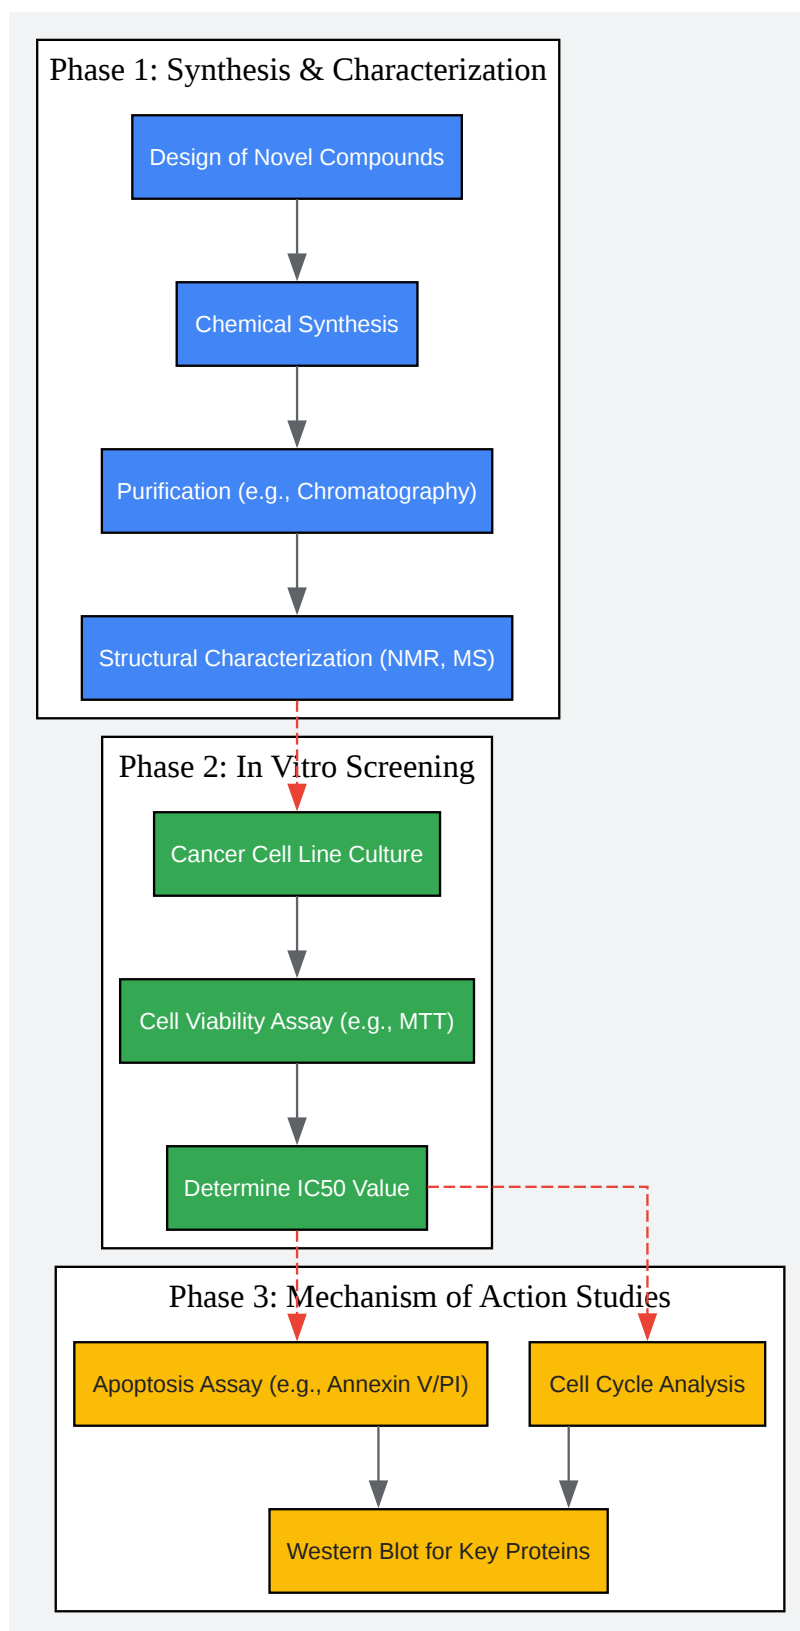 Phase 1: Synthesis & Characterization
Design of Novel Compounds
Chemical Synthesis
Purification (e.g., Chromatography)
Structural Characterization (NMR, MS)
Phase 2: In Vitro Screening
Cancer Cell Line Culture
Cell Viability Assay (e.g., MTT)
Determine IC50 Value
Phase 3: Mechanism of Action Studies
Apoptosis Assay (e.g., Annexin V/PI)
Cell Cycle Analysis
Western Blot for Key Proteins